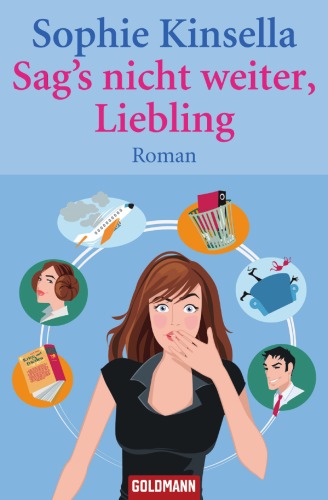 Sophie Kinsella
Sag's nicht weiter,
Liebling
Roman
GOLDMANN